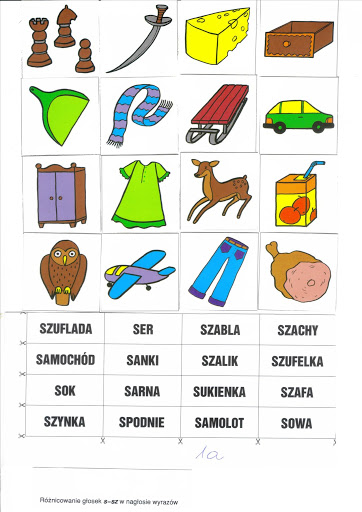 SZUFLADA SER SZABLA SZACHY
SAMOCHÓD SANKI SZALIK SZUFELKA
SOK SARNA SUKIENKA SZAFA
SZYNKA SPODNIE SAMOLOT SOWA
1a
Różnicowanie głosek s–sz w nagłosie wyrazów